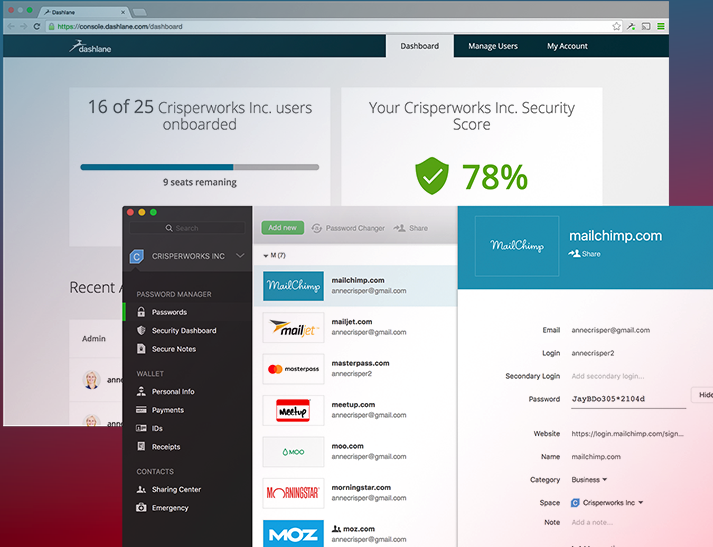 Dashlane
https://console.dashlane.com/dashboard
dashlane
Dashboard
Manage Users
My Account
16 of 25 Crisperworks Inc. users
onboarded
9 seats remaning
Your Crisperworks Inc. Security
Score
78%
Recent
Admin
Search
CRISPERWORKS INC
PASSWORD MANAGER
Passwords
Security Dashboard
Secure Notes
WALLET
Personal Info
Payments
IDs
Receipts
CONTACTS
Sharing Center
Emergency
Add new
Password Changer
Share
M (7)
MailChimp
mailchimp.com
annecrisper@gmail.com
mailjet
mailjet.com
annecrisper@gmail.com
masterpass
masterpass.com
annecrisper2
Meetup
meetup.com
annecrisper@gmail.com
MOO
moo.com
annecrisper@gmail.com
MORNINGSTAR
morningstar.com
annecrisper@gmail.com
MOZ
moz.com
annecrisper@gmail.com
MailChimp
mailchimp.com
Share
Email
annecrisper@gmail.com
Login
annecrisper2
Secondary Login
Add secondary login...
Password
JayBDo305*2104d
Hide
Website
https://login.mailchimp.com/sign...
Name
mailchimp.com
Category
Business
Space
Crisperworks Inc
Note
Add a note...